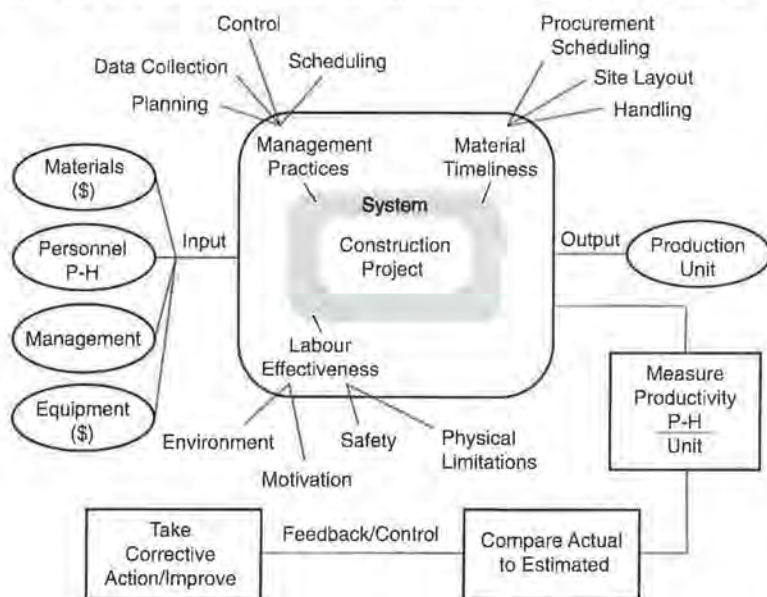 Control
Data Collection
Scheduling
Planning
Procurement
Scheduling
Site Layout
Handling
Management
Practices
Material
Timeliness
Materials
($)
Personnel
P-H
Management
Equipment
($)
Input
System
Construction
Project
Output
Production
Unit
Labour
Effectiveness
Environment
Motivation
Safety
Physical
Limitations
Measure
Productivity
P-H
Unit
Take
Corrective
Action/Improve
Feedback/Control
Compare Actual
to Estimated